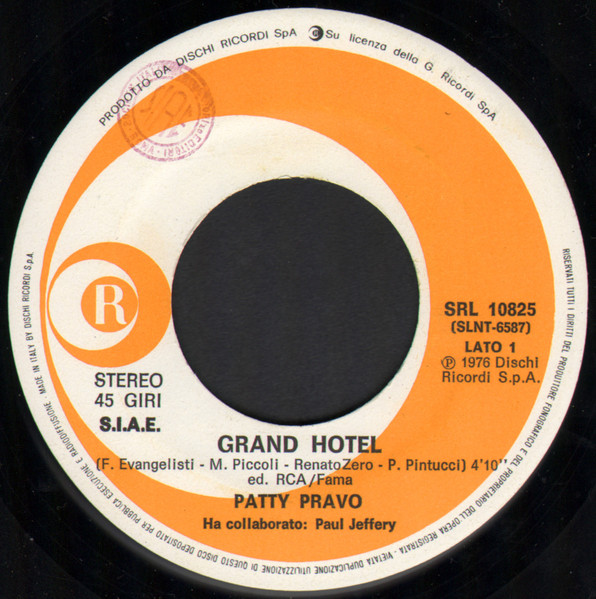 PRODOTTO DA DISCHI RICORDI SpA Su licenza della G. Ricordi SpA
R
SRL 10825
(SLNT-6587)
LATO 1
Ⓟ 1976 Dischi
Ricordi S.p.A.
STEREO
45 GIRI
S.I.A.E.
GRAND HOTEL
(F. Evangelisti - M. Piccoli - Renato Zero - P. Pintucci) 4'10''
ed. RCA/Fama
PATTY PRAVO
Ha collaborato: Paul Jeffery
RISERVATI TUTTI I DIRITTI DEL PRODUTTORE FONOGRAFICO E DEL PROPRIETARIO DELL'OPERA REGISTRATA - VIETATA DUPLICAZIONE UTILIZZAZIONE DI QUESTO DISCO DEPOSITATO PER PUBBLICA ESECUZIONE E RADIODIFFUSIONE - MADE IN ITALY BY DISCHI RICORDI S.p.A.